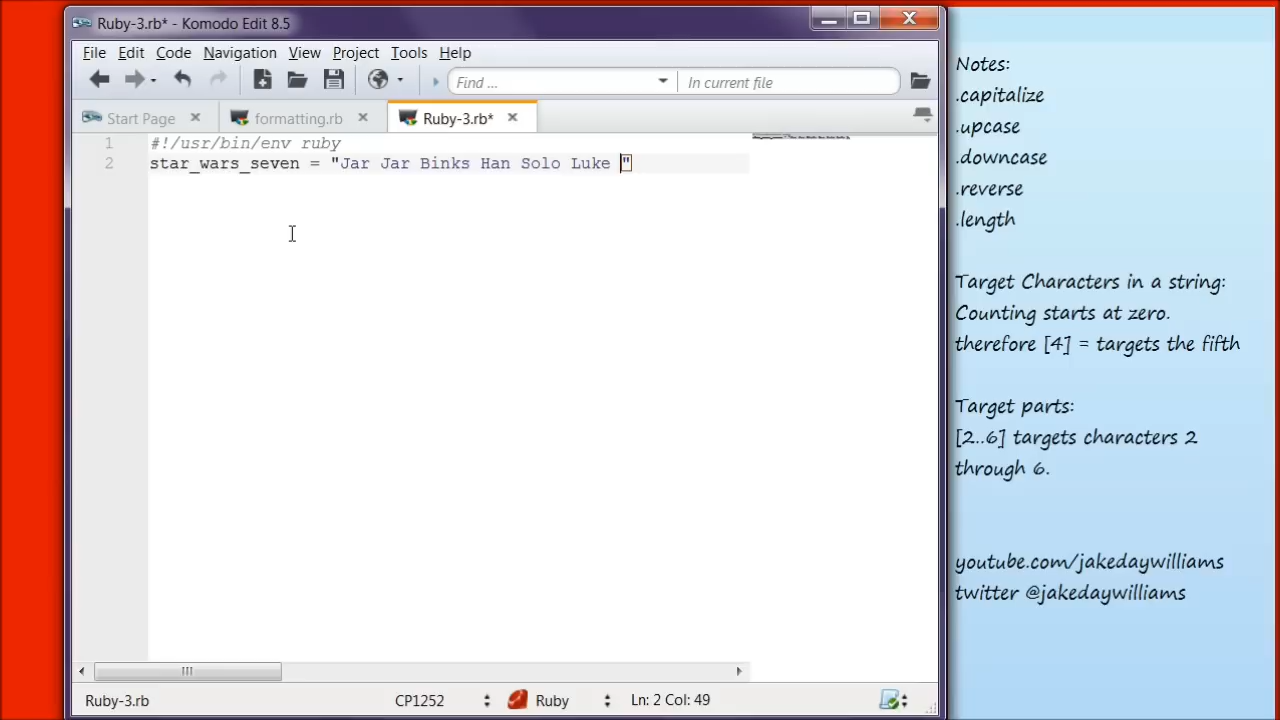 Ruby-3.rb* - Komodo Edit 8.5
File Edit Code Navigation View Project Tools Help
Find ... In current file
Start Page formatting.rb Ruby-3.rb*
1 #!/usr/bin/env ruby
2 star_wars_seven = "Jar Jar Binks Han Solo Luke "
Ruby-3.rb CP1252 Ruby Ln: 2 Col: 49
Notes:
.capitalize
.upcase
.downcase
.reverse
.length
Target Characters in a string:
Counting starts at zero.
therefore [4] = targets the fifth
Target parts:
[2..6] targets characters 2
through 6.
youtube.com/jakedaywilliams
twitter @jakedaywilliams